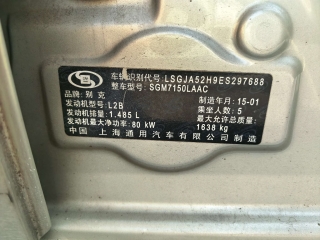 车辆识别代号: LSGJA52H9ES297688
整车型号: SGM7150LAAC
品牌: 别克 制造年月: 15-01
发动机型号: L2B 乘坐人数: 5
发动机排量: 1.485 L 最大允许总质量:
发动机最大净功率: 80 kW 1638 kg
中国 上海通用汽车有限公司 制造